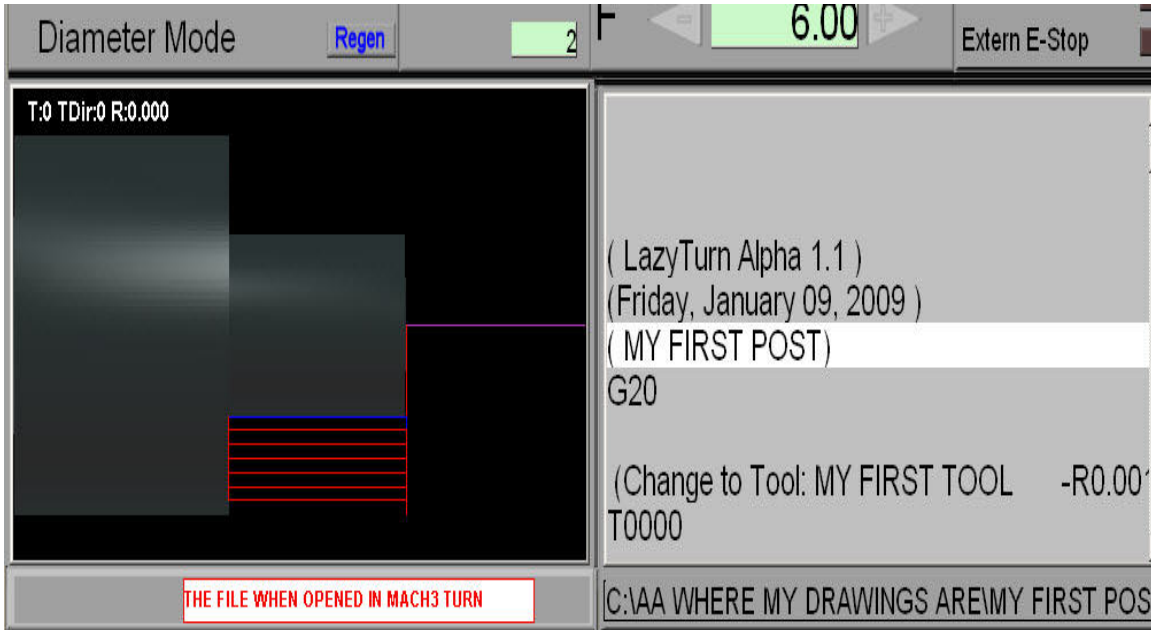 Diameter Mode
Regen
2
F
6.00
Extern E-Stop
T:0 TDir:0 R:0.000
( LazyTurn Alpha 1.1 )
(Friday, January 09, 2009 )
( MY FIRST POST)
G20
(Change to Tool: MY FIRST TOOL -R0.001
T0000
THE FILE WHEN OPENED IN MACH3 TURN
C:\AA WHERE MY DRAWINGS ARE\MY FIRST POS